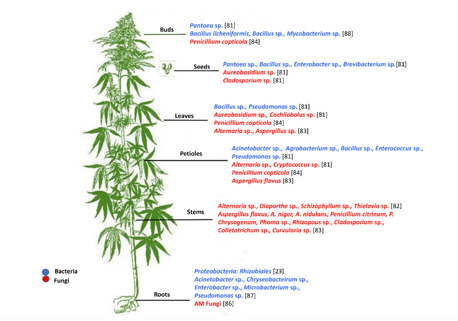 Buds
Pantoea sp. [81]
Bacillus licheniformis, Bacillus sp., Mycobacterium sp. [88]
Penicillium copticola [84]
Seeds
Pantoea sp., Bacillus sp., Enterobacter sp., Brevibacterium sp.[81]
Aureobasidium sp. [81]
Cladosporium sp. [81]
Leaves
Bacillus sp., Pseudomonas sp. [81]
Aureobasidium sp., Cochliobolus sp. [81]
Penicillium copticola [84]
Alternaria sp., Aspergillus sp. [83]
Petioles
Acinetobacter sp., Agrobacterium sp., Bacillus sp., Enterococcus sp.,
Pseudomonas sp. [81]
Alternaria sp., Cryptococcus sp. [81]
Penicillium copticola [84]
Aspergillus flavus [83]
Stems
Alternaria sp., Diaporthe sp., Schizophyllum sp., Thielavia sp. [82]
Aspergillus flavus, A. niger, A. nidulans, Penicillium citrinum, P.
Chrysogenum, Phoma sp., Rhizopous sp., Cladosporium sp.,
Colletotrichum sp., Curvularia sp. [83]
Bacteria
Fungi
Roots
Proteobacteria: Rhizobiales [23]
Acinetobacter sp., Chryseobacteirum sp.,
Enterobacter sp., Microbacterium sp.,
Pseudomonas sp. [87]
AM Fungi [86]